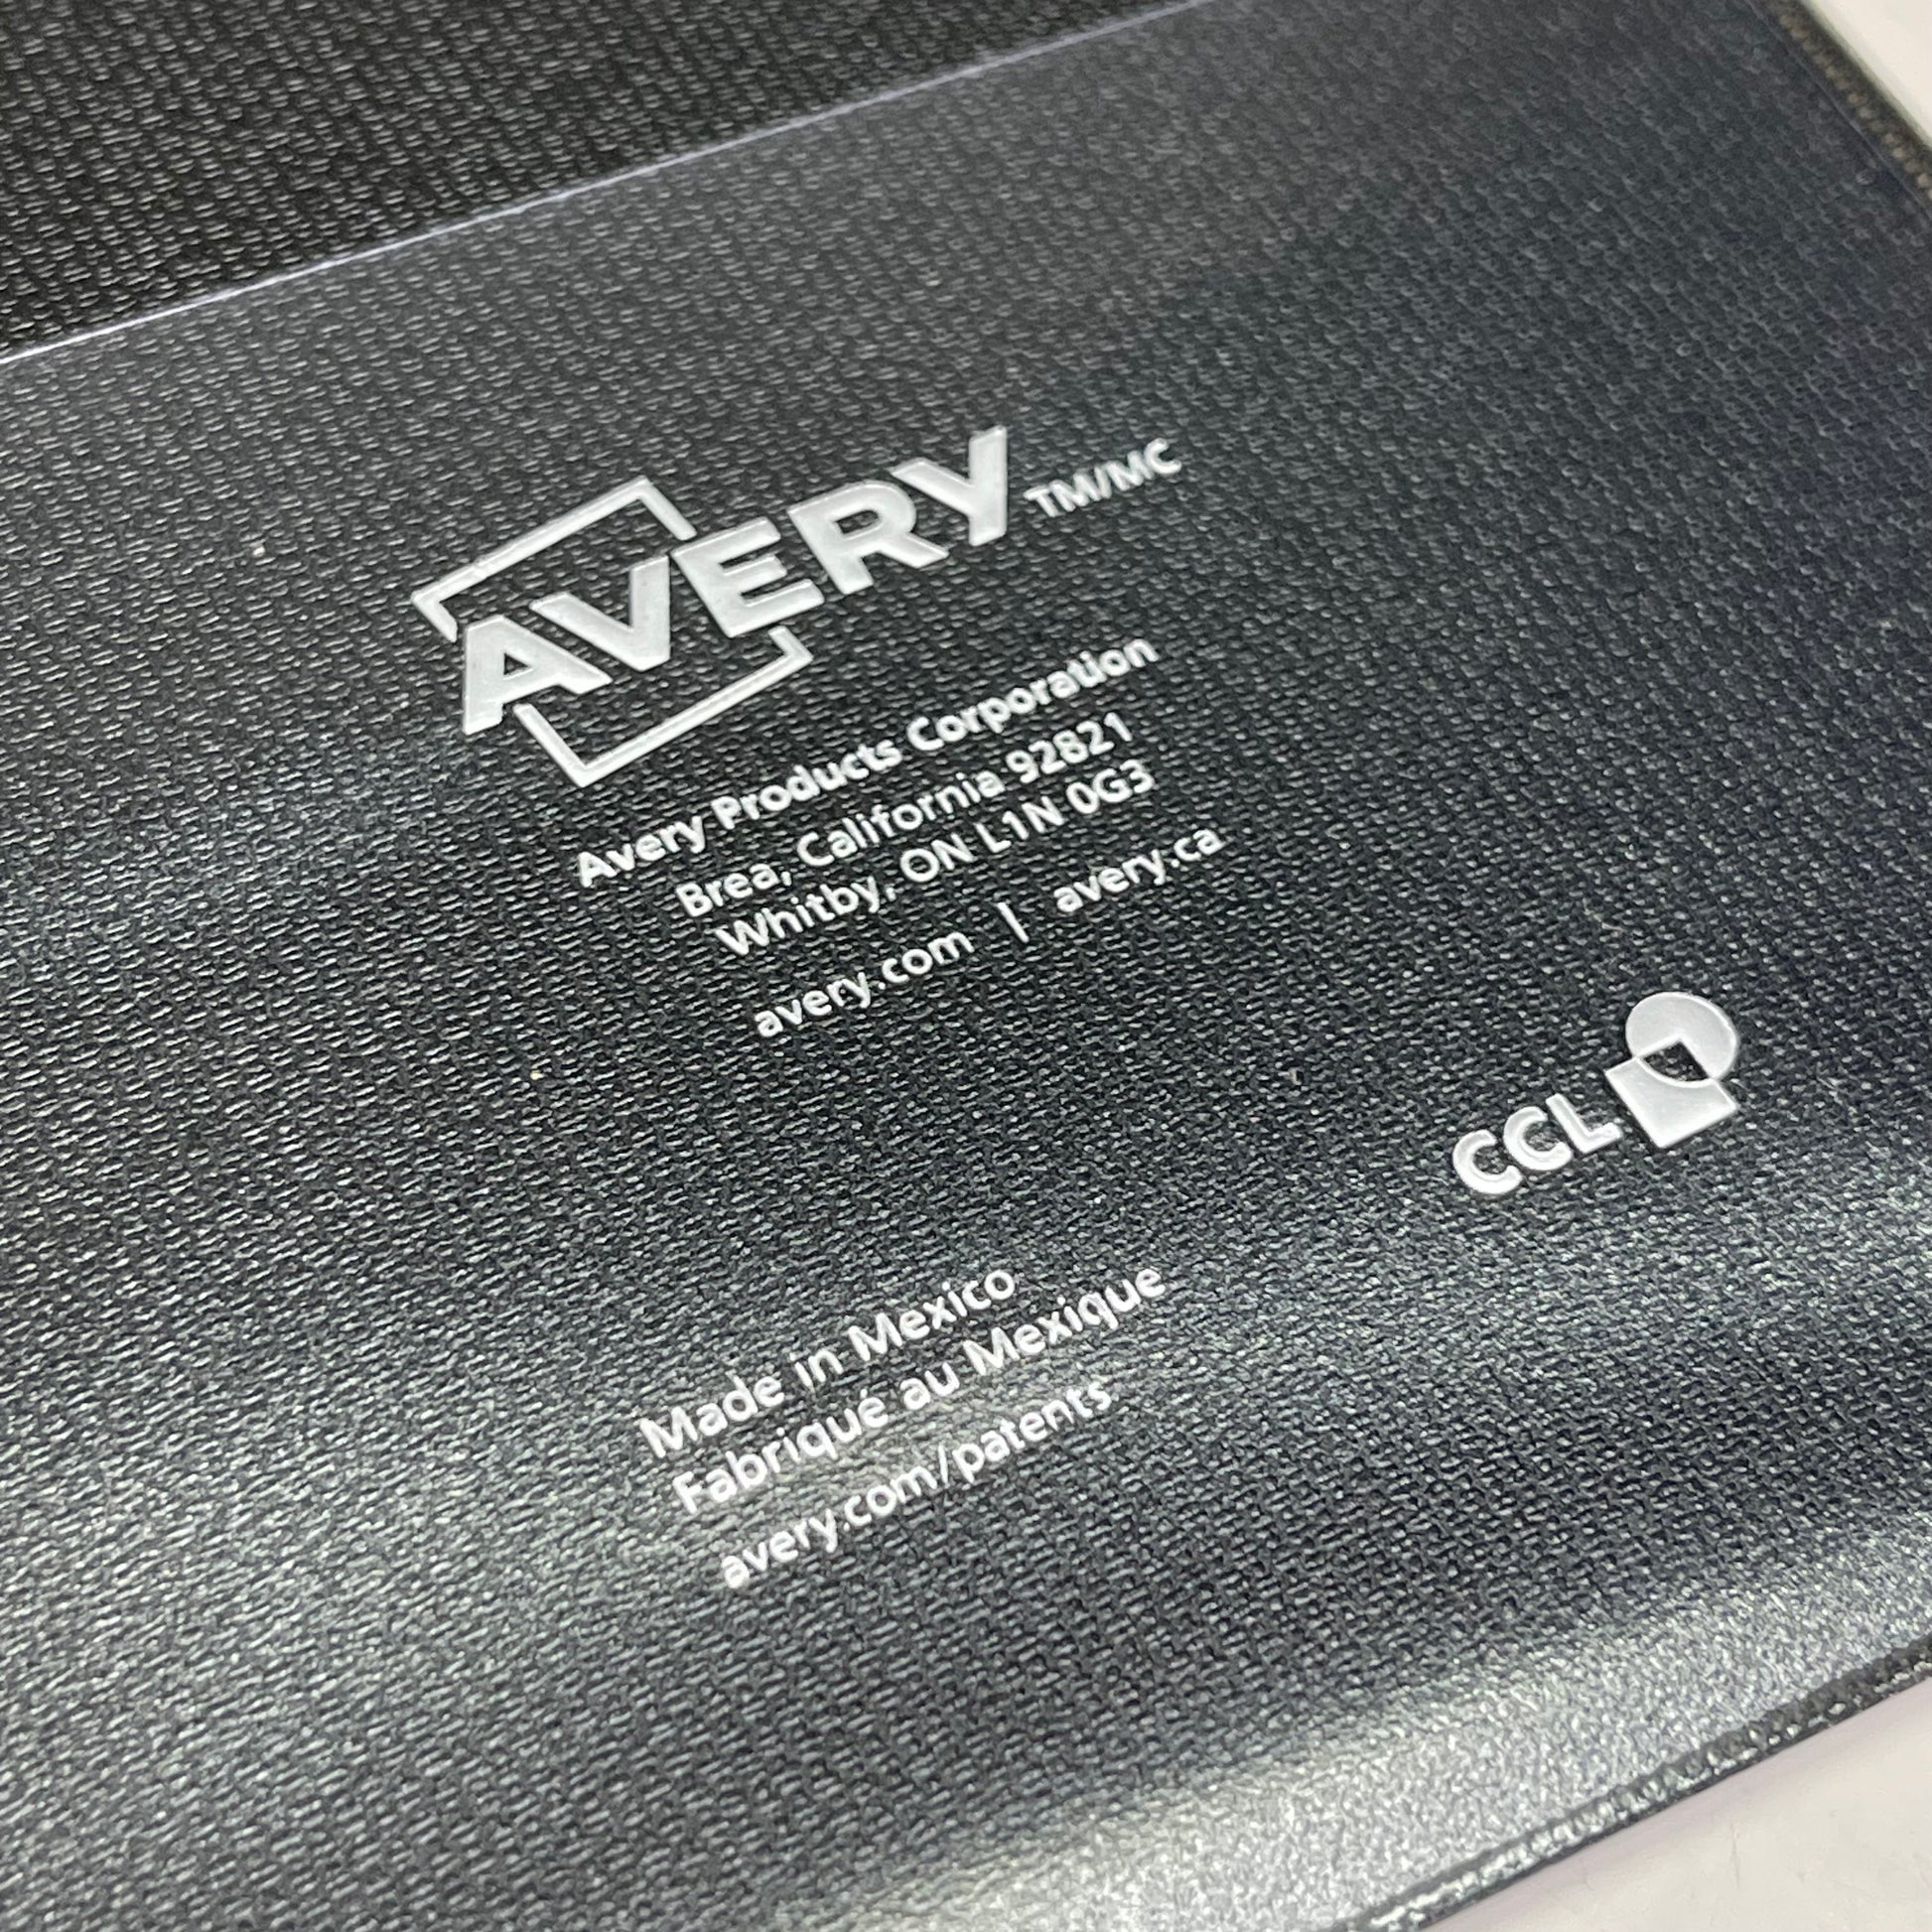 AVERY TM/MC
Avery Products Corporation
Brea, California 92821
Whitby, ON L1N 0G3
avery.com | avery.ca
CCL
Made in Mexico
Fabriqué au Mexique
avery.com/patents